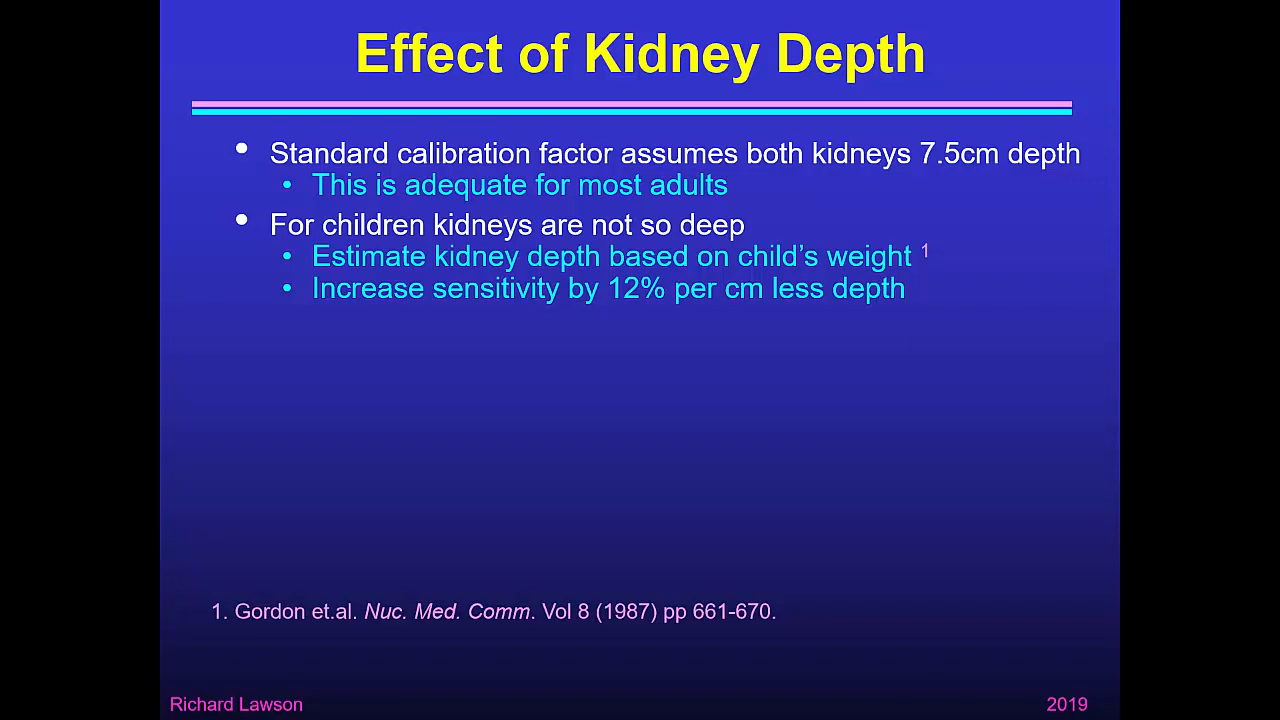 Effect of Kidney Depth
• Standard calibration factor assumes both kidneys 7.5cm depth
• This is adequate for most adults
• For children kidneys are not so deep
• Estimate kidney depth based on child’s weight 1
• Increase sensitivity by 12% per cm less depth
1. Gordon et.al. Nuc. Med. Comm. Vol 8 (1987) pp 661-670.
Richard Lawson
2019